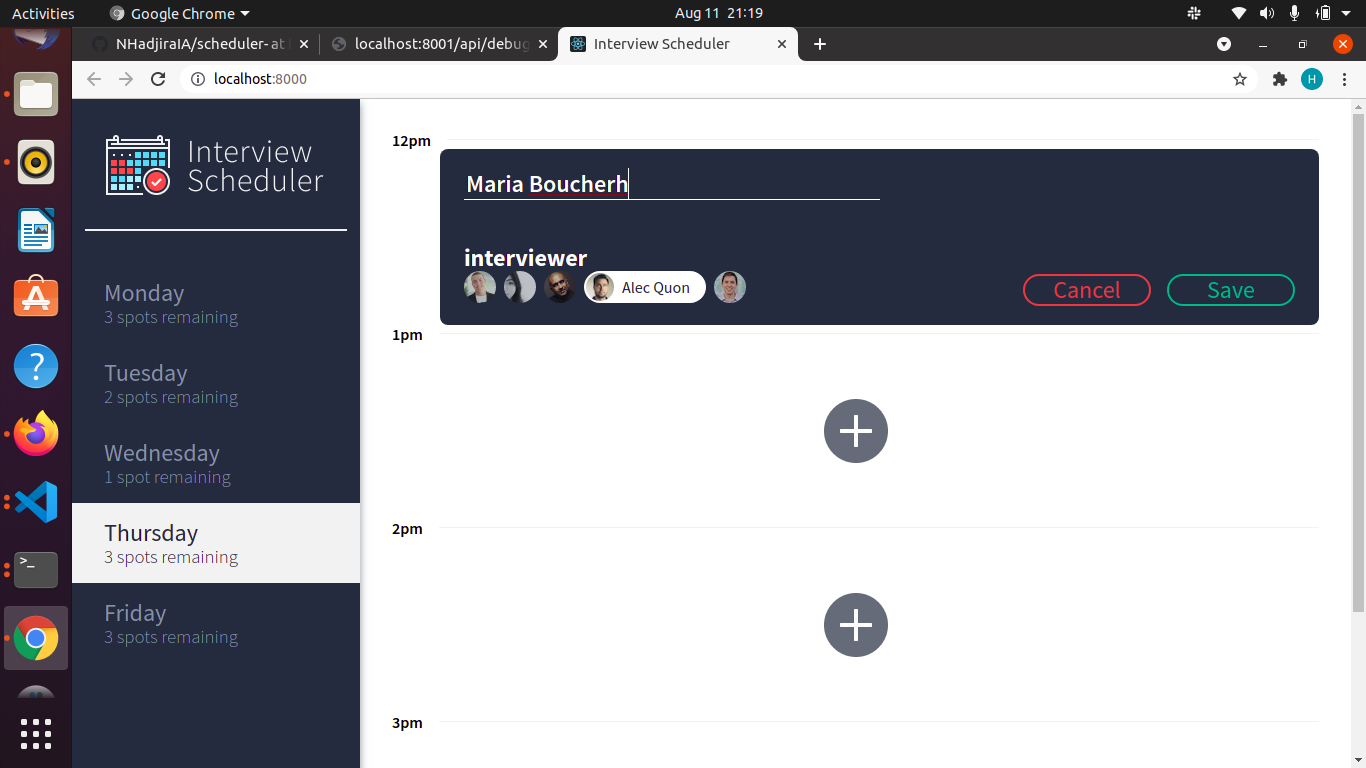 Activities
Google Chrome
Aug 11 21:19
NHadjiraIA/scheduler- at
localhost:8001/api/debug
Interview Scheduler
localhost:8000
H
Interview
Scheduler
Monday
3 spots remaining
Tuesday
2 spots remaining
Wednesday
1 spot remaining
Thursday
3 spots remaining
Friday
3 spots remaining
12pm
Maria Boucherh
interviewer
Alec Quon
Cancel
Save
1pm
2pm
3pm